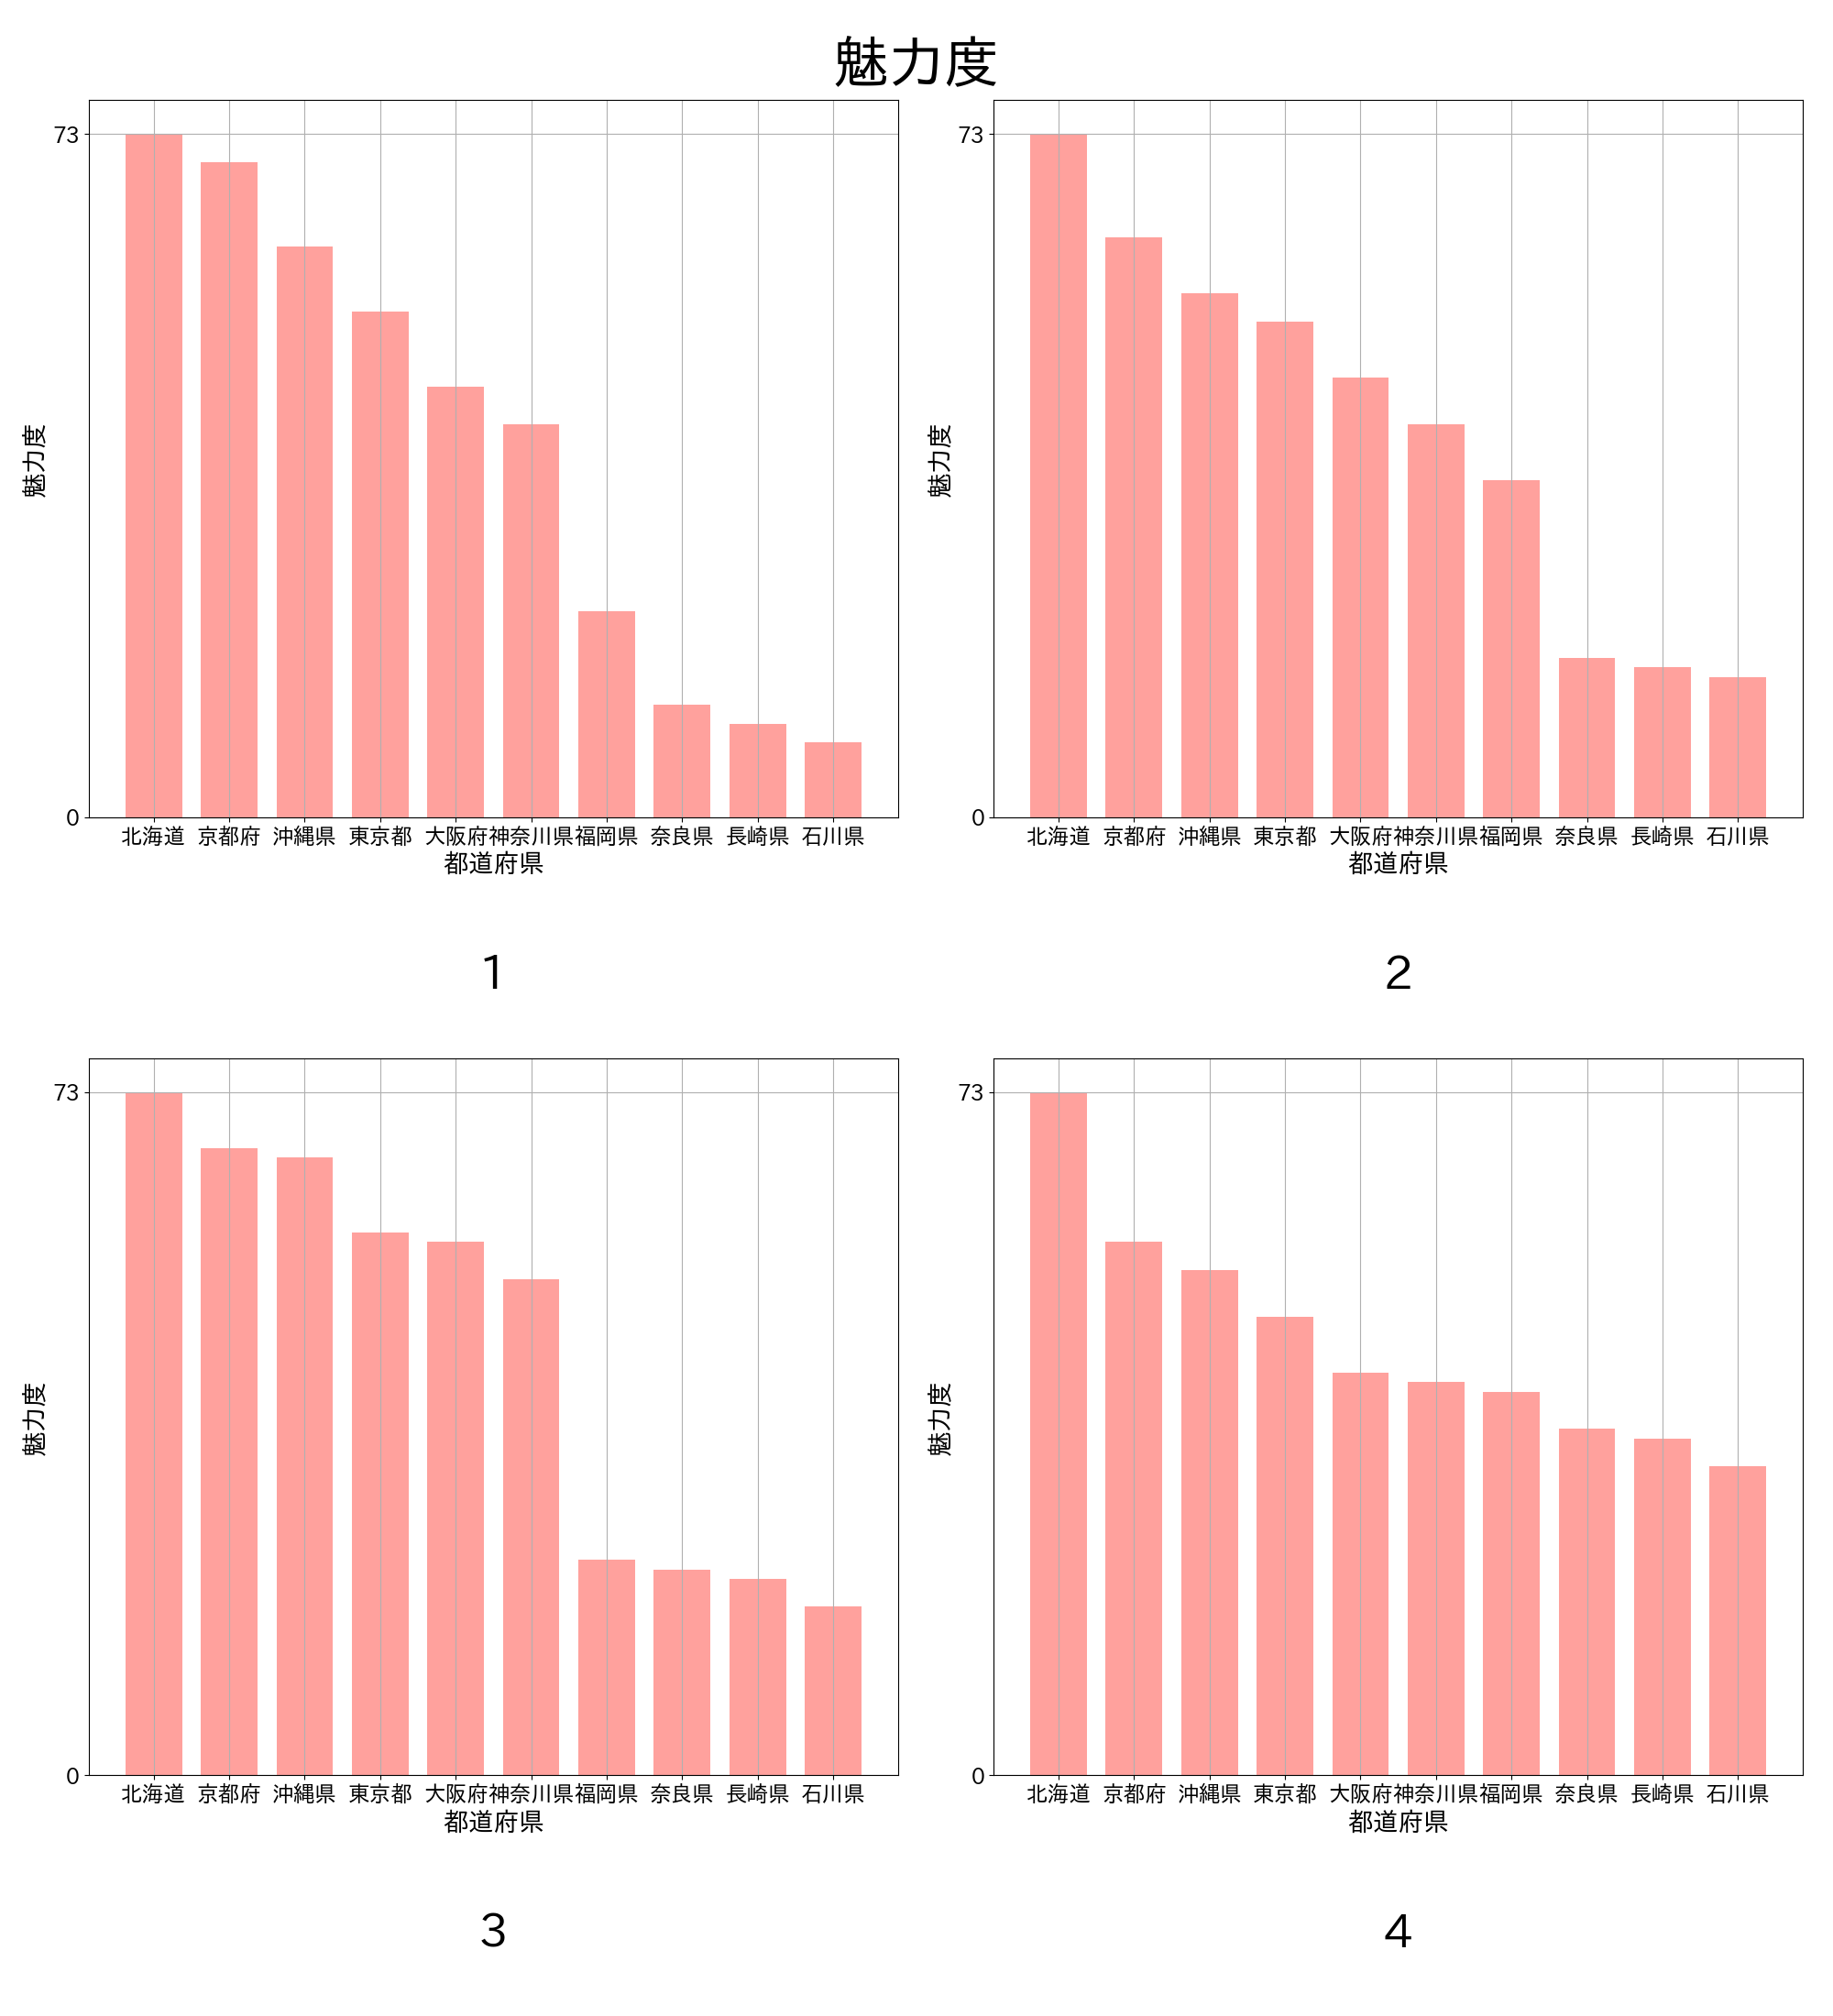 魅力度
73
0
魅力度
北海道 京都府 沖縄県 東京都 大阪府 神奈川県 福岡県 奈良県 長崎県 石川県
都道府県
1
73
0
魅力度
北海道 京都府 沖縄県 東京都 大阪府 神奈川県 福岡県 奈良県 長崎県 石川県
都道府県
2
73
0
魅力度
北海道 京都府 沖縄県 東京都 大阪府 神奈川県 福岡県 奈良県 長崎県 石川県
都道府県
3
73
0
魅力度
北海道 京都府 沖縄県 東京都 大阪府 神奈川県 福岡県 奈良県 長崎県 石川県
都道府県
4